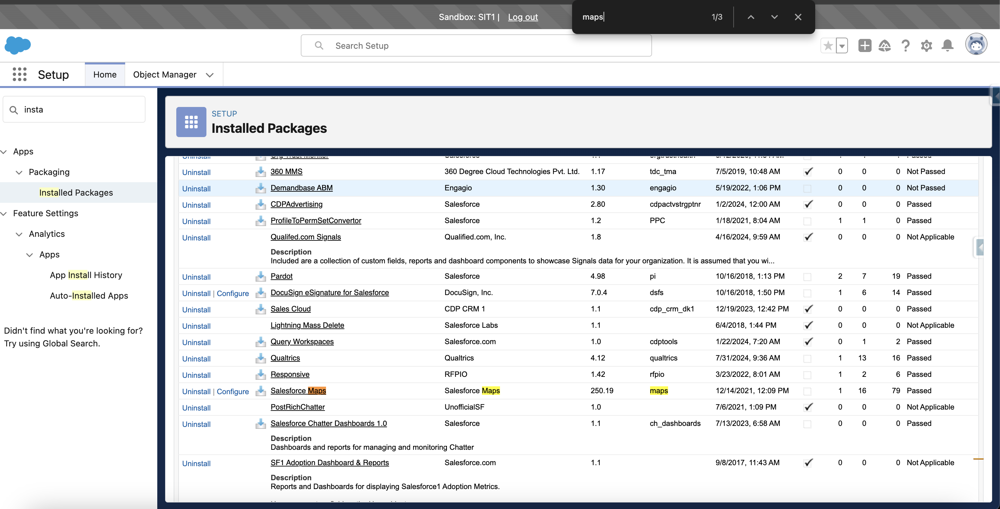 Sandbox: SIT1 | Log out
maps 1/3
Search Setup
Setup Home Object Manager
insta
SETUP
Installed Packages
Apps
Packaging
Installed Packages
Feature Settings
Analytics
Apps
App Install History
Auto-Installed Apps
Didn't find what you're looking for?
Try using Global Search.
Uninstall Org Trust Monitor Salesforce 1.1 orgtrusthealth Passed
Uninstall 360 MMS 360 Degree Cloud Technologies Pvt. Ltd. 1.17 tdc_tma 7/5/2019, 10:48 AM 0 0 0 Not Passed
Uninstall Demandbase ABM Engagio 1.30 engagio 5/19/2022, 1:06 PM 0 0 0 Not Passed
Uninstall CDPAdvertising Salesforce 2.80 cdpactvstrgptnr 1/2/2024, 12:00 AM 0 0 0 Passed
Uninstall ProfileToPermSetConvertor Salesforce 1.2 PPC 1/18/2021, 8:04 AM 1 1 0 Passed
Uninstall Qualifed.com Signals Qualified.com, Inc. 1.8 4/16/2024, 9:59 AM 0 0 0 Not Applicable
Description
Included are a collection of custom fields, reports and dashboard components to showcase Signals data for your organization. It is assumed that you wi...
Uninstall Pardot Salesforce 4.98 pi 10/16/2018, 1:13 PM 2 7 19 Passed
Uninstall | Configure DocuSign eSignature for Salesforce DocuSign, Inc. 7.0.4 dsfs 10/16/2018, 1:50 PM 1 6 14 Passed
Uninstall Sales Cloud CDP CRM 1 1.1 cdp_crm_dk1 12/19/2023, 12:42 PM 0 0 0 Passed
Uninstall Lightning Mass Delete Salesforce Labs 1.1 6/4/2018, 1:44 PM 0 0 0 Not Applicable
Uninstall Query Workspaces Salesforce.com 1.0 cdptools 1/22/2024, 7:20 AM 0 1 2 Passed
Uninstall Qualtrics Qualtrics 4.12 qualtrics 7/31/2024, 9:36 AM 1 13 16 Passed
Uninstall Responsive RFPIO 1.42 rfpio 3/23/2022, 8:01 AM 1 2 6 Passed
Uninstall | Configure Salesforce Maps Salesforce Maps 250.19 maps 12/14/2021, 12:09 PM 1 16 79 Passed
Uninstall PostRichChatter UnofficialSF 1.0 7/6/2021, 1:09 PM 0 0 0 Not Applicable
Uninstall Salesforce Chatter Dashboards 1.0 Salesforce 1.1 ch_dashboards 7/13/2023, 6:58 AM 0 0 0 Passed
Description
Dashboards and reports for managing and monitoring Chatter
Uninstall SF1 Adoption Dashboard & Reports Salesforce.com 1.1 9/8/2017, 11:43 AM 0 0 0 Not Applicable
Description
Reports and Dashboards for displaying Salesforce1 Adoption Metrics.